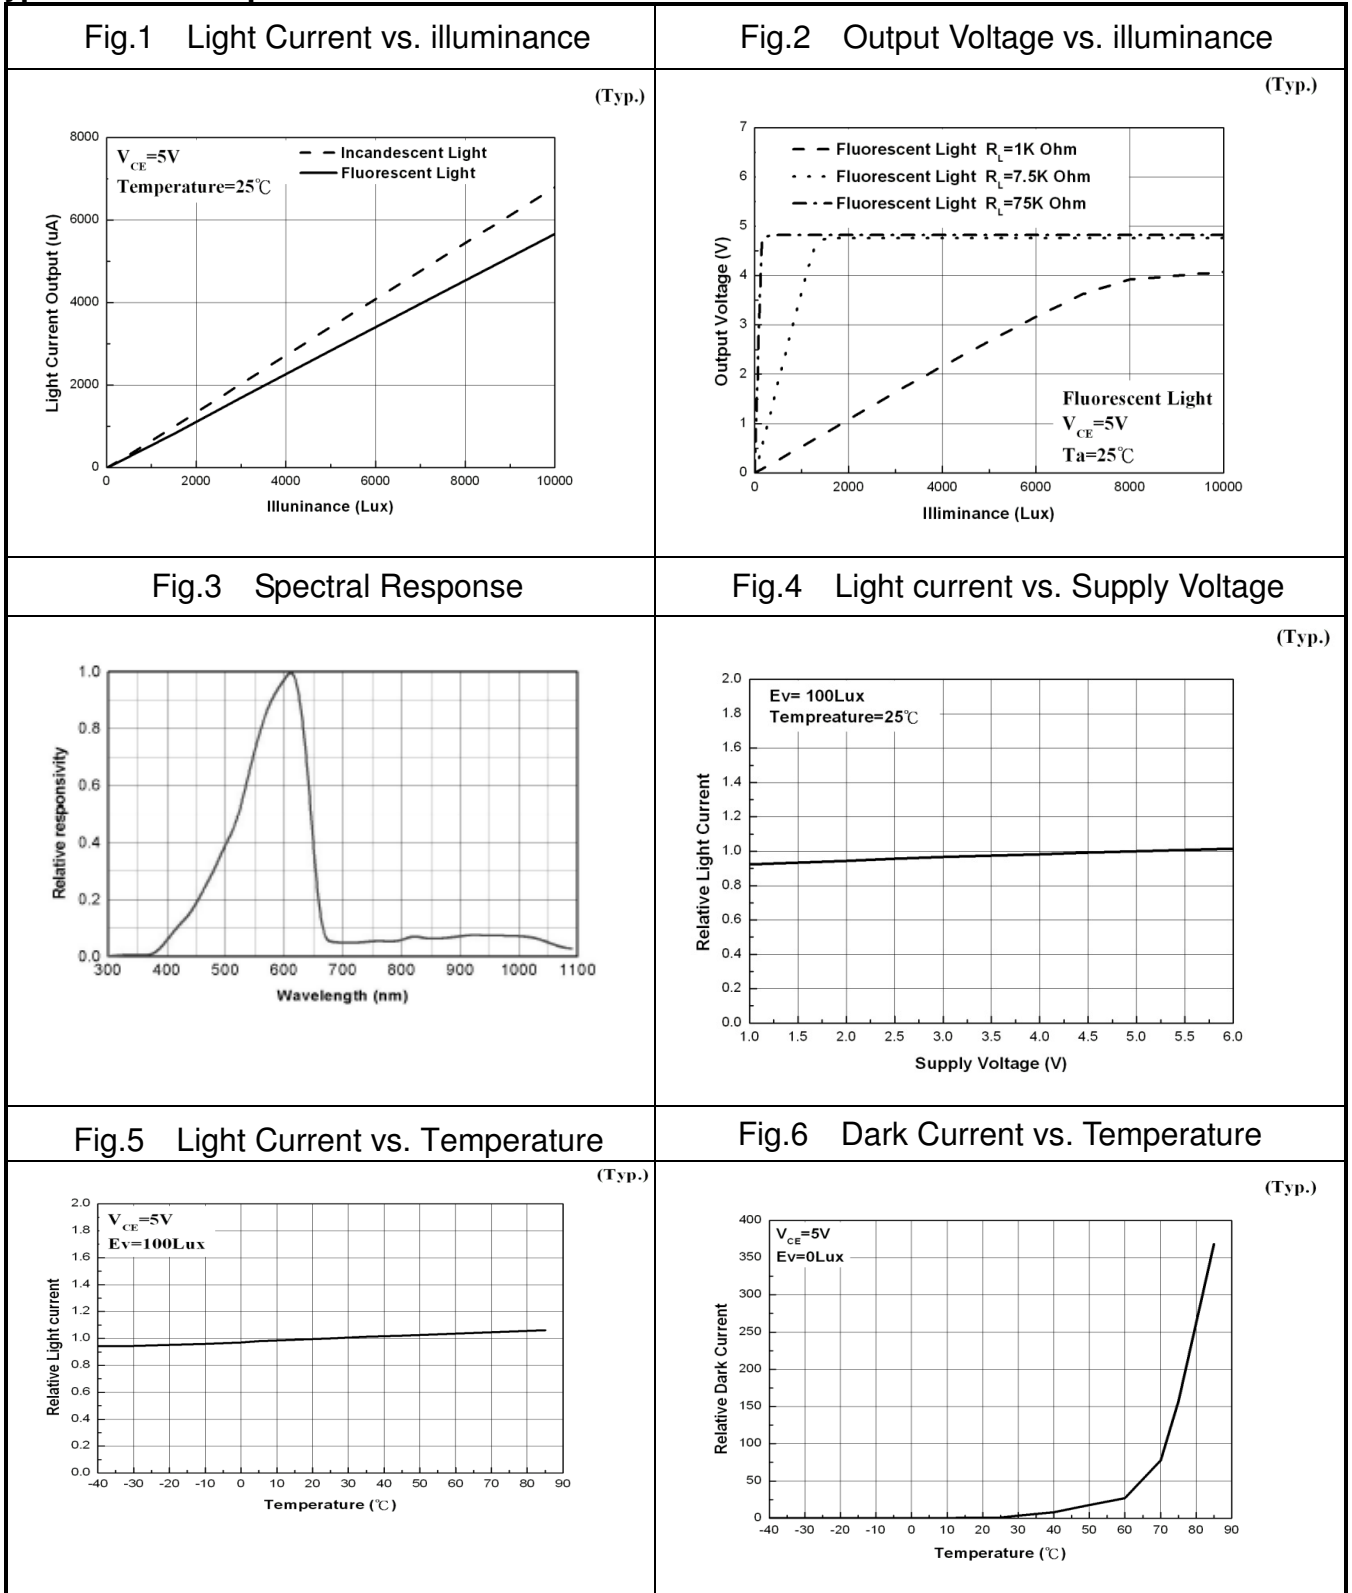 Fig.1 Light Current vs. illuminance
(Typ.)
8000
6000
4000
2000
0
V_CE=5V
Temperature=25℃
Incandescent Light
Fluorescent Light
Light Current Output (uA)
0 2000 4000 6000 8000 10000
Illuninance (Lux)
Fig.2 Output Voltage vs. illuminance
(Typ.)
7
6
5
4
3
2
1
0
Fluorescent Light R_L=1K Ohm
Fluorescent Light R_L=7.5K Ohm
Fluorescent Light R_L=75K Ohm
Output Voltage (V)
Fluorescent Light
V_CE=5V
Ta=25℃
0 2000 4000 6000 8000 10000
Illiminance (Lux)
Fig.3 Spectral Response
1.0
0.8
0.6
0.4
0.2
0.0
Relative responsivity
300 400 500 600 700 800 900 1000 1100
Wavelength (nm)
Fig.4 Light current vs. Supply Voltage
(Typ.)
2.0
1.8
1.6
1.4
1.2
1.0
0.8
0.6
0.4
0.2
0.0
Ev= 100Lux
Tempreature=25℃
Relative Light Current
1.0 1.5 2.0 2.5 3.0 3.5 4.0 4.5 5.0 5.5 6.0
Supply Voltage (V)
Fig.5 Light Current vs. Temperature
(Typ.)
2.0
1.8
1.6
1.4
1.2
1.0
0.8
0.6
0.4
0.2
0.0
V_CE=5V
Ev=100Lux
Relative Light current
-40 -30 -20 -10 0 10 20 30 40 50 60 70 80 90
Temperature (℃)
Fig.6 Dark Current vs. Temperature
(Typ.)
400
350
300
250
200
150
100
50
0
V_CE=5V
Ev=0Lux
Relative Dark Current
-40 -30 -20 -10 0 10 20 30 40 50 60 70 80 90
Temperature (℃)